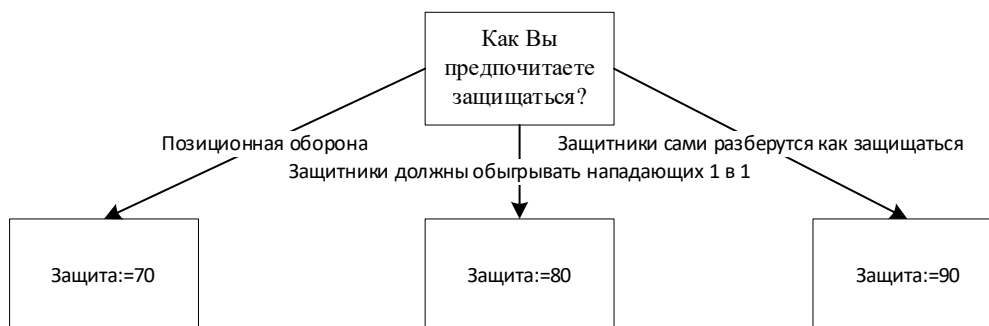 Как Вы
предпочитаете
защищаться?
Позиционная оборона
Защитники сами разберутся как защищаться
Защитники должны обыгрывать нападающих 1 в 1
Защита:=70
Защита:=80
Защита:=90